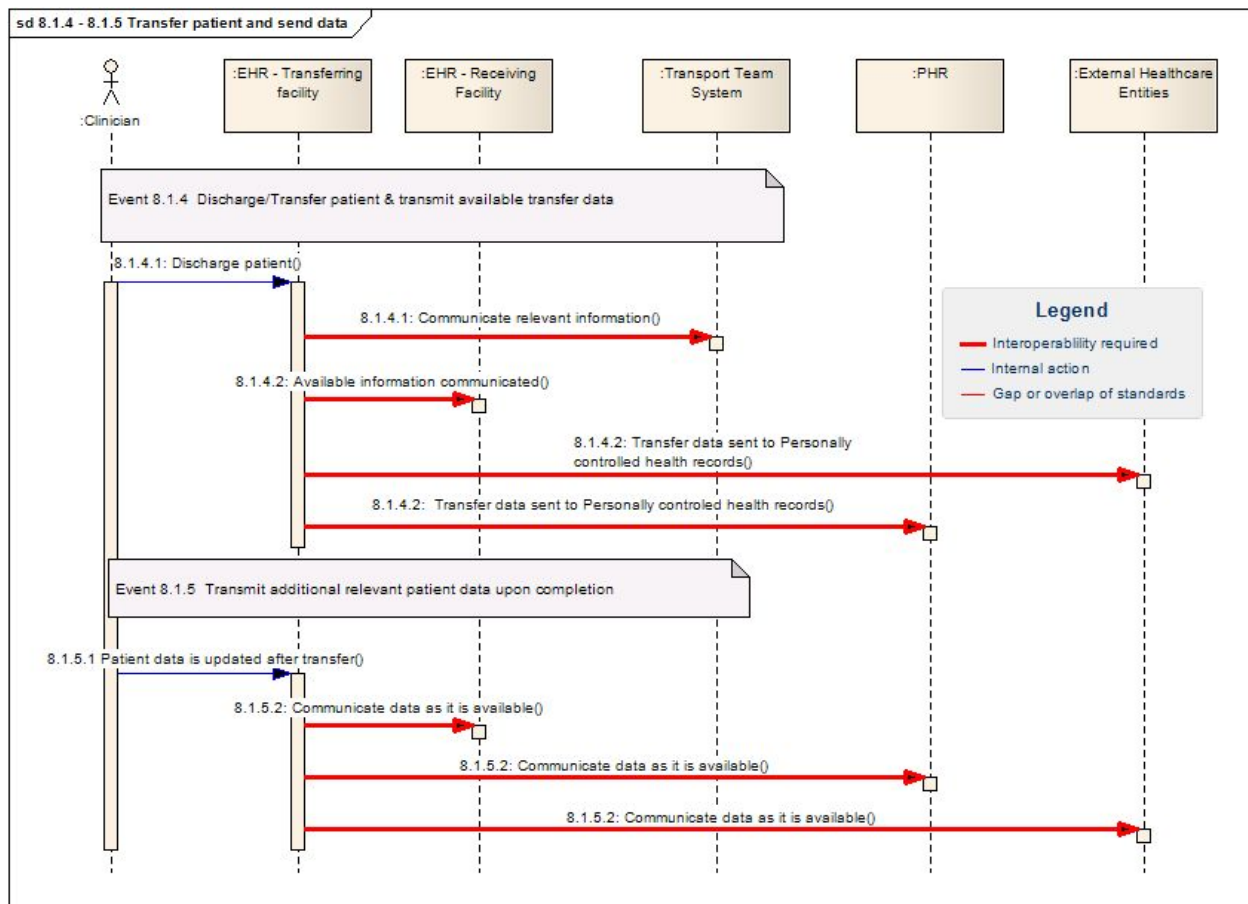 sd 8.1.4 - 8.1.5 Transfer patient and send data
:Clinician
:EHR - Transferring
facility
:EHR - Receiving
Facility
:Transport Team
System
:PHR
:External Healthcare
Entities
Event 8.1.4  Discharge/Transfer patient & transmit available transfer data
8.1.4.1: Discharge patient()
8.1.4.1: Communicate relevant information()
8.1.4.2: Available information communicated()
8.1.4.2: Transfer data sent to Personally
controlled health records()
8.1.4.2:  Transfer data sent to Personally controled health records()
Legend
Interoperablility required
Internal action
Gap or overlap of standards
Event 8.1.5  Transmit additional relevant patient data upon completion
8.1.5.1 Patient data is updated after transfer()
8.1.5.2: Communicate data as it is available()
8.1.5.2: Communicate data as it is available()
8.1.5.2: Communicate data as it is available()